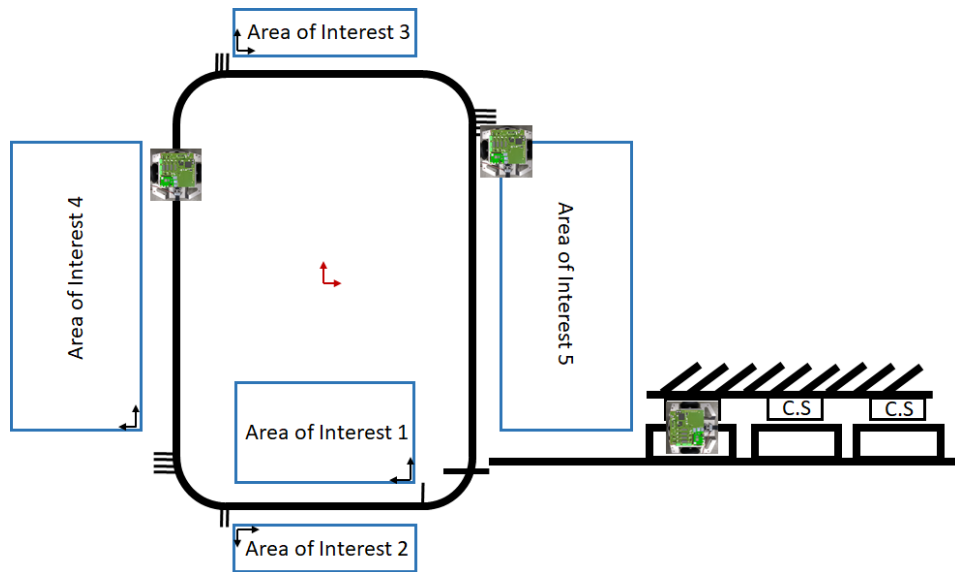 Area of Interest 3
Area of Interest 4
Area of Interest 5
Area of Interest 1
C.S
C.S
Area of Interest 2